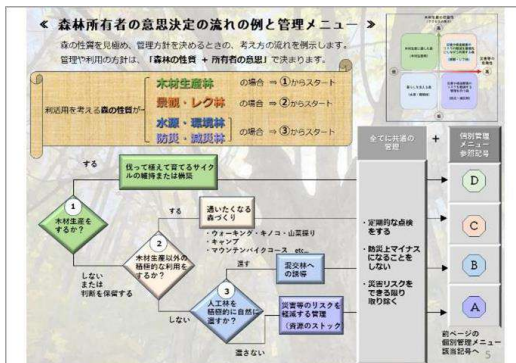 ≪ 森林所有者の意思決定の流れの例と管理メニュー ≫
森の性質を見極め、管理方針を決めるときの、考え方の流れを例示します。
管理や利用の方針は、「森林の性質 + 所有者の意思」で決まります。
利活用を考える森の性質が
木材生産林 の場合 ⇒ ①からスタート
景観・レク林 の場合 ⇒ ②からスタート
水源・環境林
防災・減災林 の場合 ⇒ ③からスタート
全てに共通の
管理
+
個別管理
メニュー
参照記号
する
伐って植えて育てるサイク
ルの維持または構築
D
1
木材生産を
するか?
する
通いたくなる
森づくり
・ウォーキング・キノコ・山菜採り
・キャンプ
・マウンテンバイクコース etc...
C
2
木材生産以外の
積極的な利用を
するか?
しない
または
判断を保留する
・定期的な点検
をする
・防災上マイナス
になることを
しない
・災害リスクを
できる限り
取り除く
還す
混交林へ
の誘導
B
3
人工林を
積極的に自然に
還すか?
しない
災害等のリスクを
軽減する管理
(資源のストック
A
還さない
前ページの
個別管理メニュー
該当記号へ
5